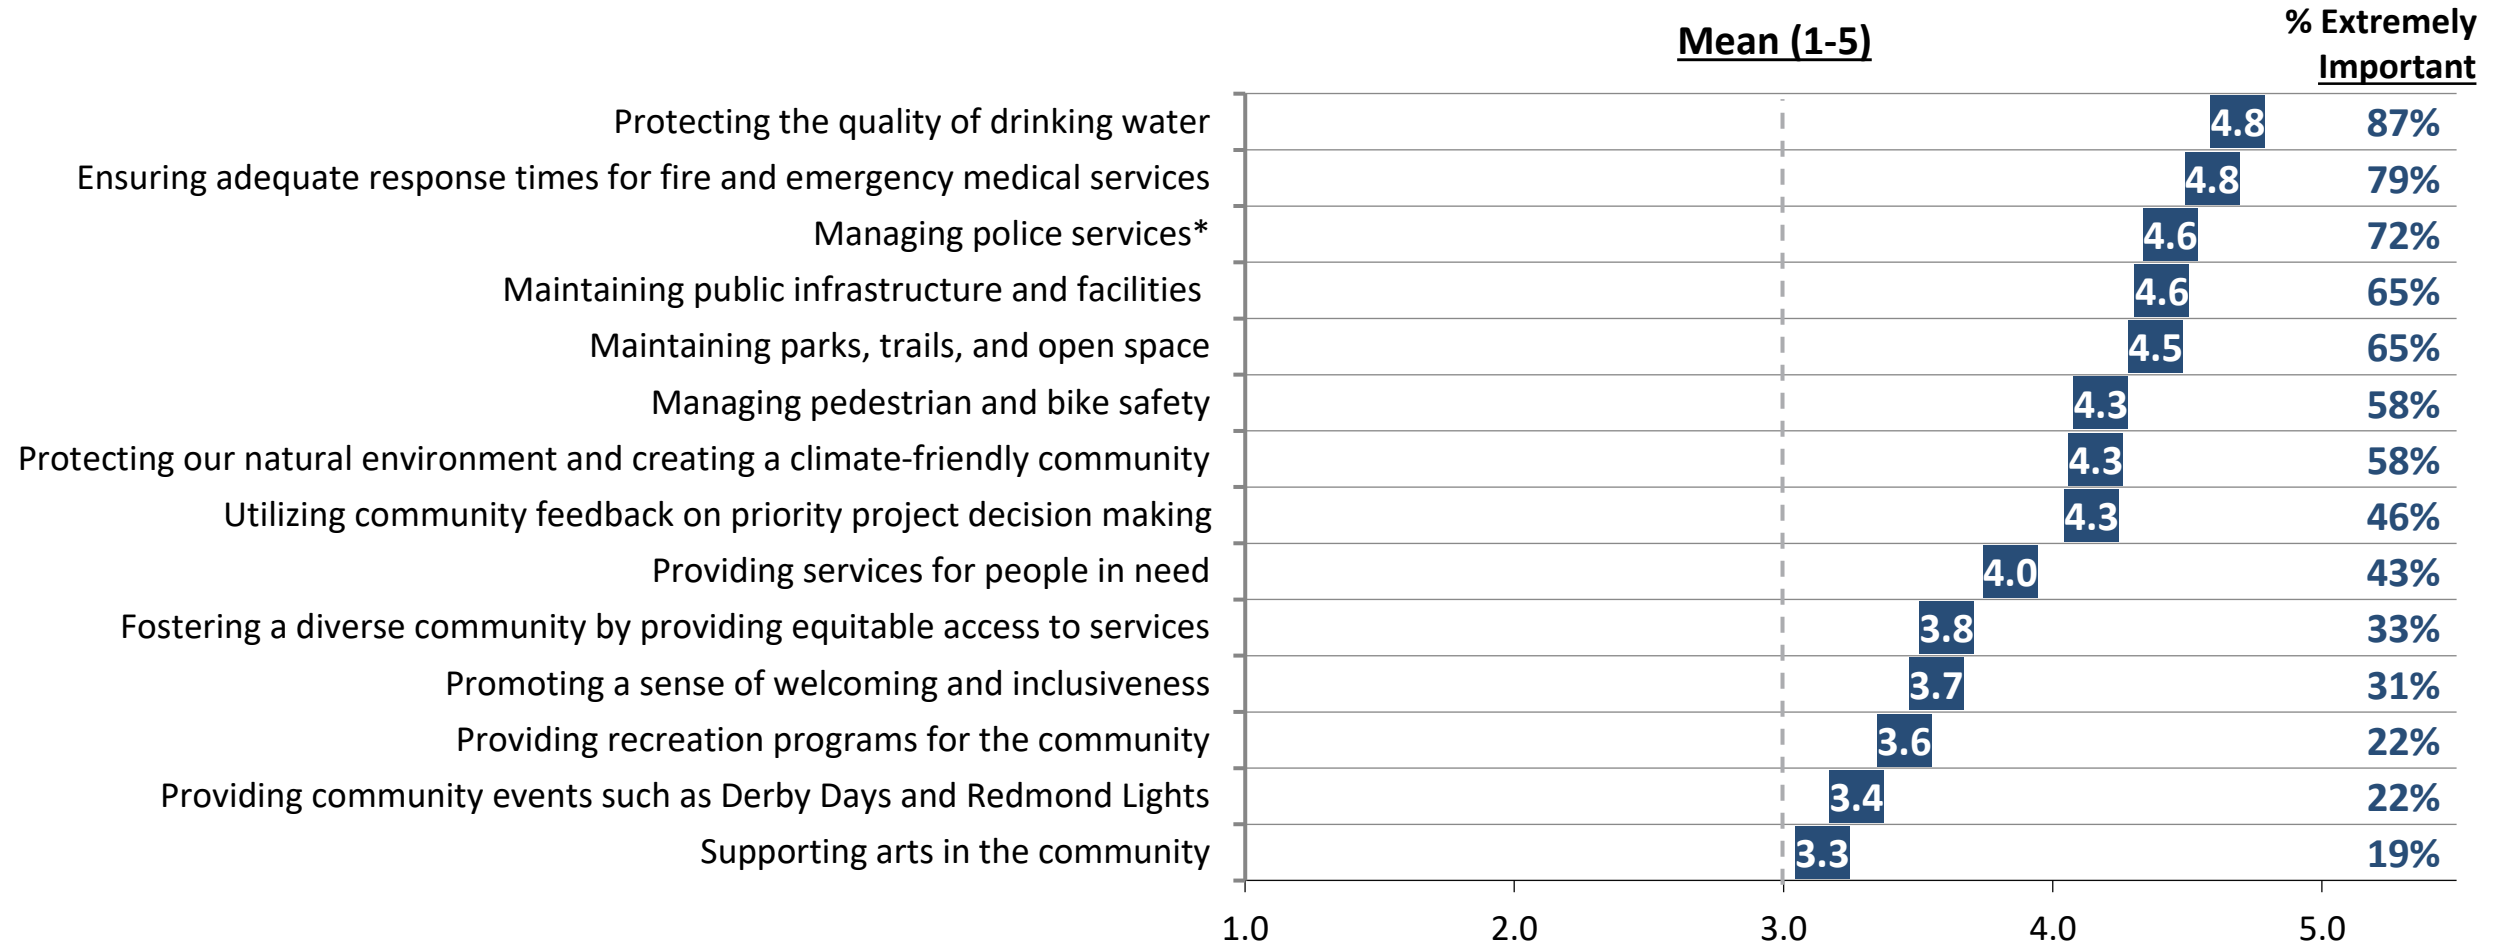 Mean (1-5)
% Extremely
Important
Protecting the quality of drinking water 4.8 87%
Ensuring adequate response times for fire and emergency medical services 4.8 79%
Managing police services* 4.6 72%
Maintaining public infrastructure and facilities 4.6 65%
Maintaining parks, trails, and open space 4.5 65%
Managing pedestrian and bike safety 4.3 58%
Protecting our natural environment and creating a climate-friendly community 4.3 58%
Utilizing community feedback on priority project decision making 4.3 46%
Providing services for people in need 4.0 43%
Fostering a diverse community by providing equitable access to services 3.8 33%
Promoting a sense of welcoming and inclusiveness 3.7 31%
Providing recreation programs for the community 3.6 22%
Providing community events such as Derby Days and Redmond Lights 3.4 22%
Supporting arts in the community 3.3 19%
1.0 2.0 3.0 4.0 5.0